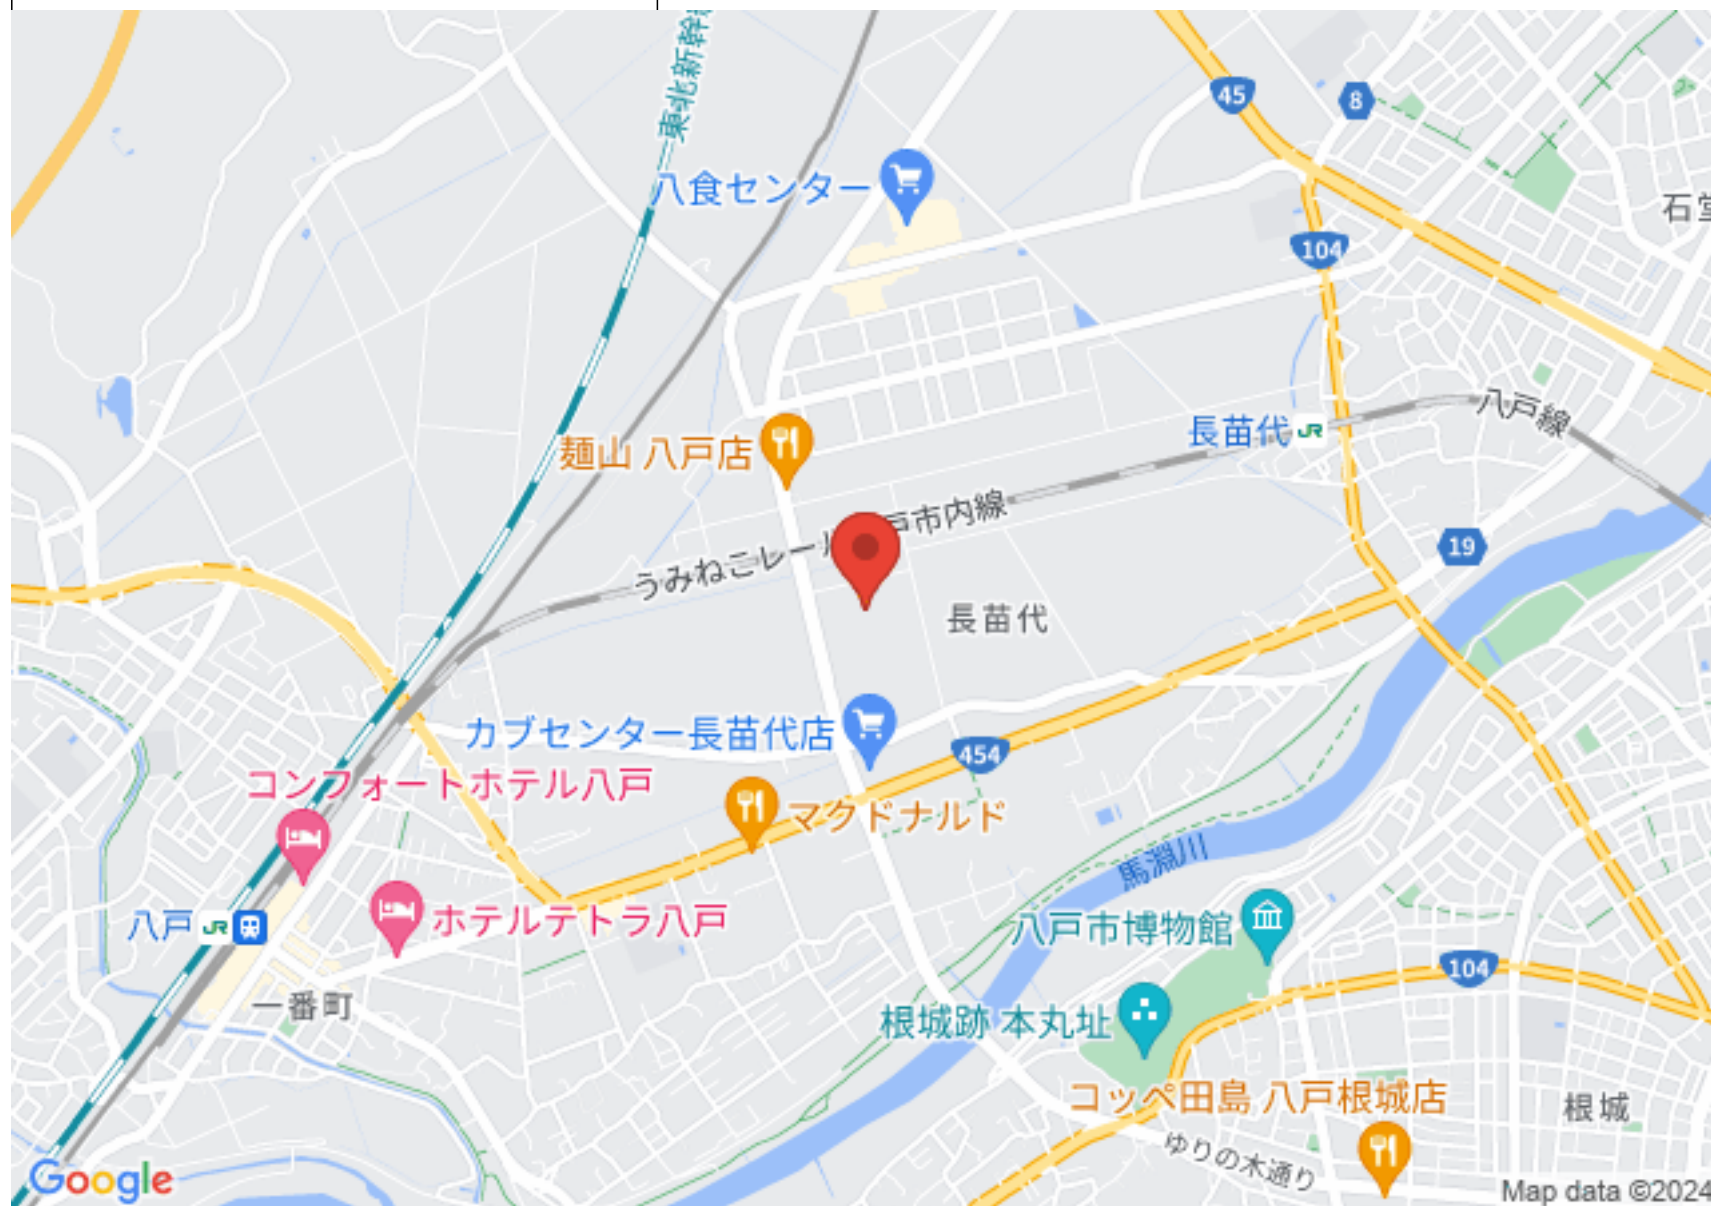 東北新幹
45
8
八食センター
石堂
104
八戸線
長苗代 JR
麺山 八戸店
うみねこレール
戸市内線
19
長苗代
カブセンター長苗代店
454
コンフォートホテル八戸
マクドナルド
馬淵川
八戸 JR
ホテルテトラ八戸
八戸市博物館
104
一番町
根城跡 本丸址
コッペ田島 八戸根城店
根城
ゆりの木通り
Google
Map data ©2024